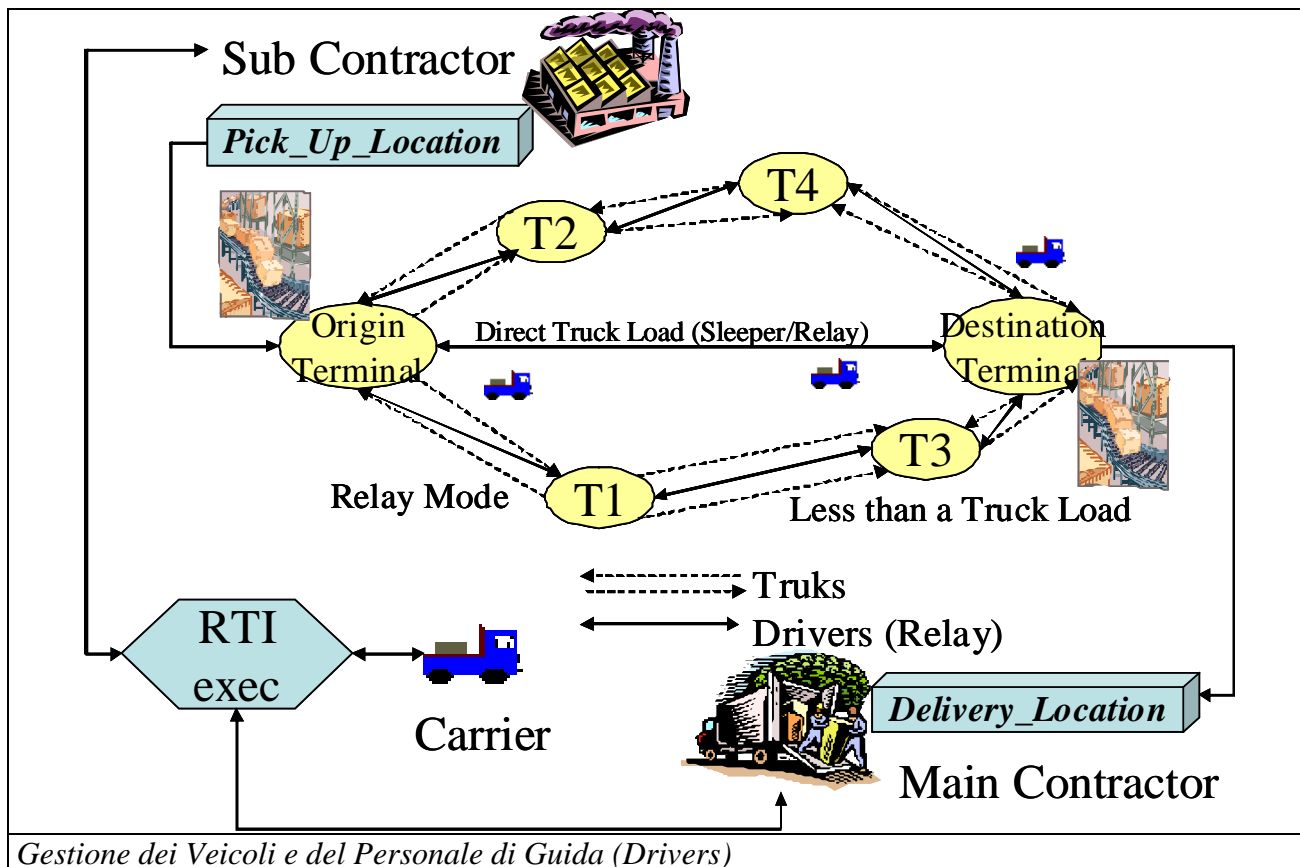 Sub Contractor
Pick_Up_Location
T4
T2
Origin
Terminal
Direct Truck Load (Sleeper/Relay)
Destination
Terminal
T3
Relay Mode
T1
Less than a Truck Load
Truks
Drivers (Relay)
RTI
exec
Carrier
Delivery_Location
Main Contractor
Gestione dei Veicoli e del Personale di Guida (Drivers)